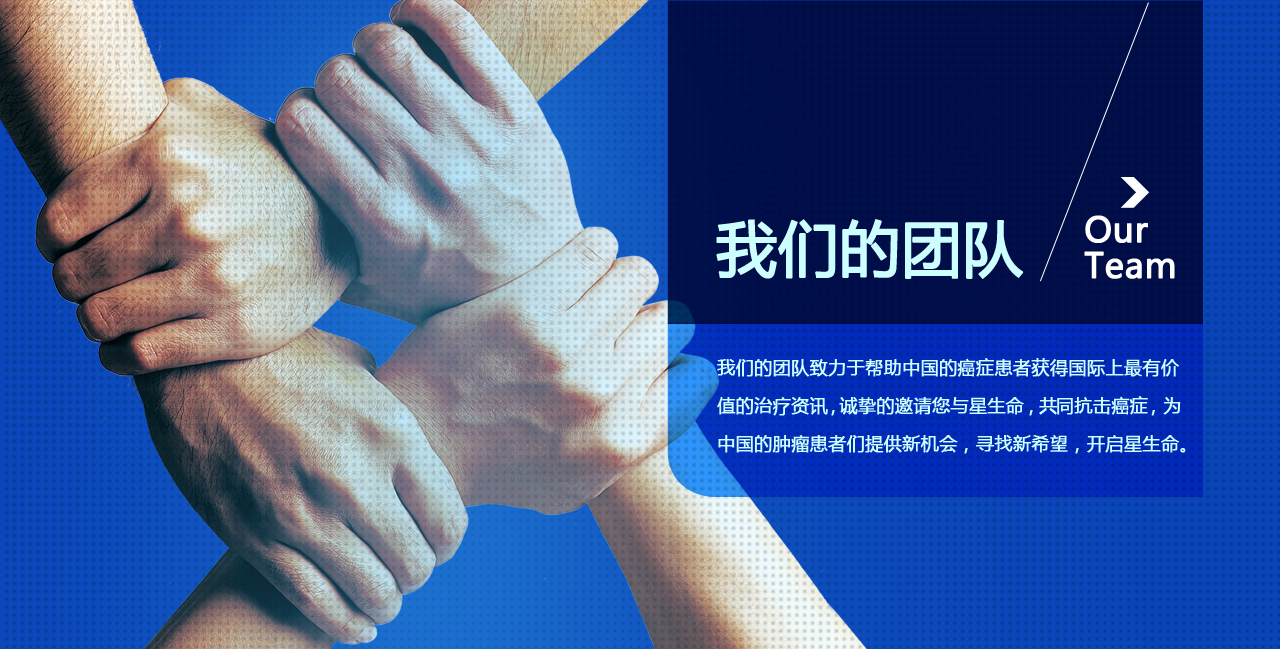 我们的团队
Our
Team
我们的团队致力于帮助中国的癌症患者获得国际上最有价
值的治疗资讯，诚挚的邀请您与星生命，共同抗击癌症，为
中国的肿瘤患者们提供新机会，寻找新希望，开启星生命。